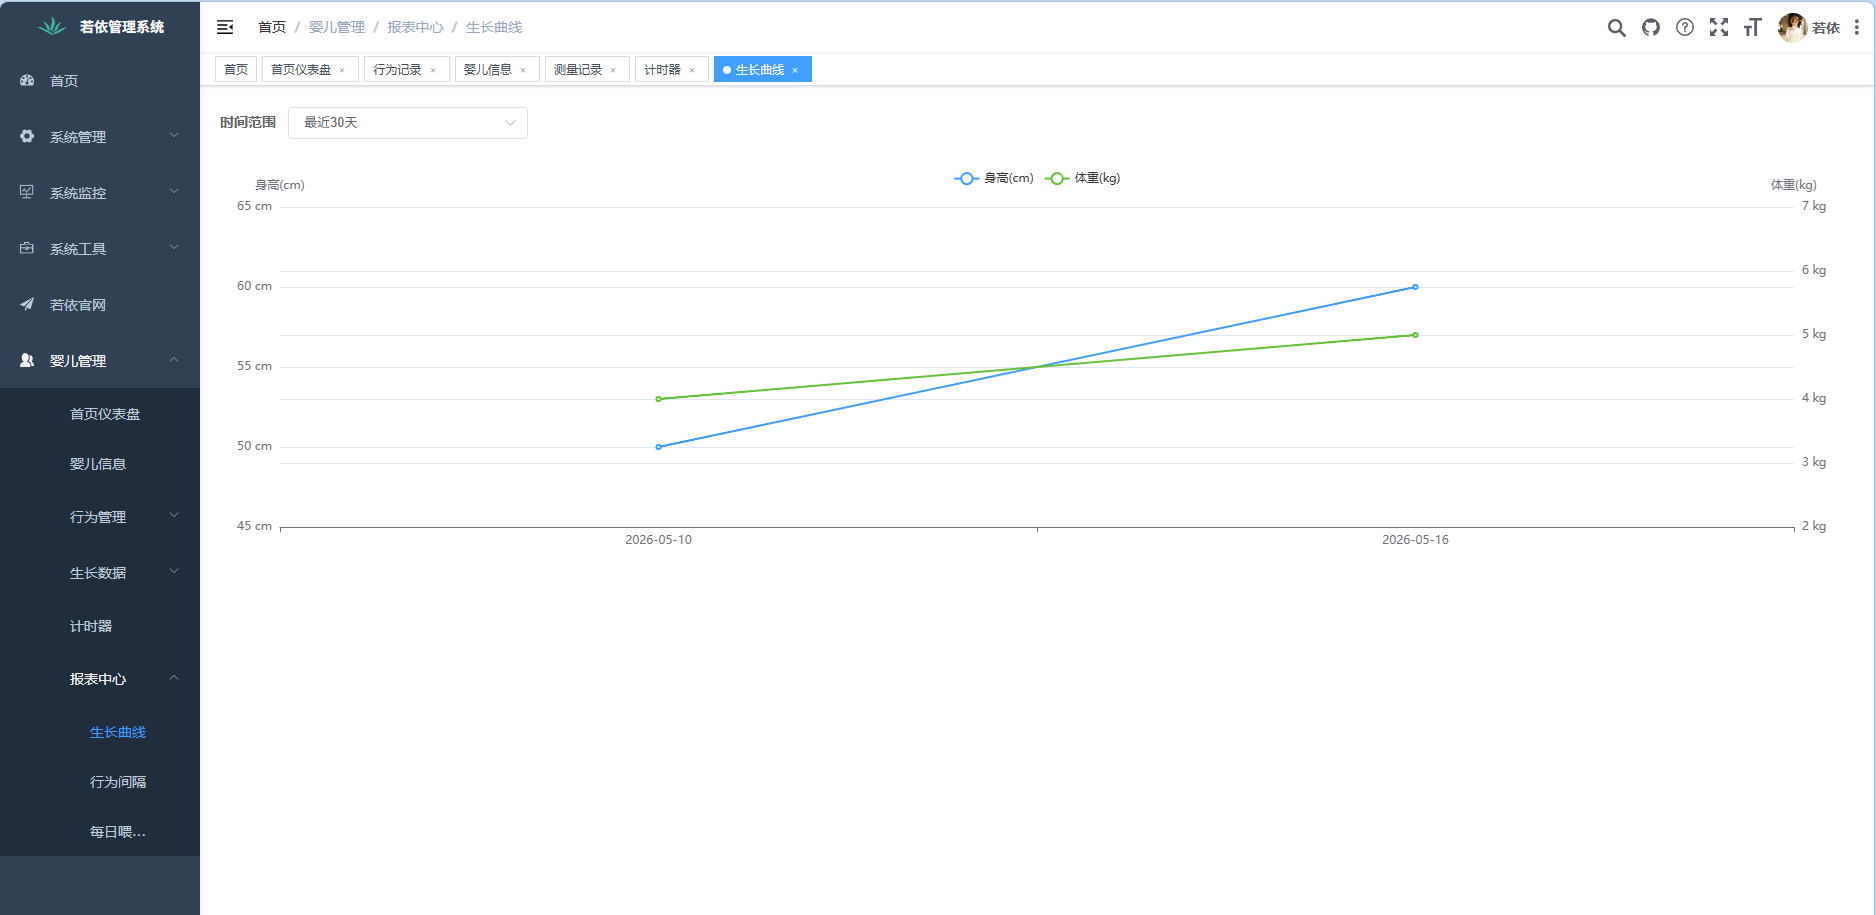 若依管理系统
首页
系统管理
系统监控
系统工具
若依官网
婴儿管理
首页仪表盘
婴儿信息
行为管理
生长数据
计时器
报表中心
生长曲线
行为间隔
每日喂...
首页 / 婴儿管理 / 报表中心 / 生长曲线
若依
首页 首页仪表盘 × 行为记录 × 婴儿信息 × 测量记录 × 计时器 × 生长曲线 ×
时间范围 最近30天
身高(cm) 体重(kg)
身高(cm) 体重(kg)
65 cm 7 kg
6 kg
60 cm
5 kg
55 cm
4 kg
50 cm
3 kg
45 cm 2 kg
2026-05-10 2026-05-16